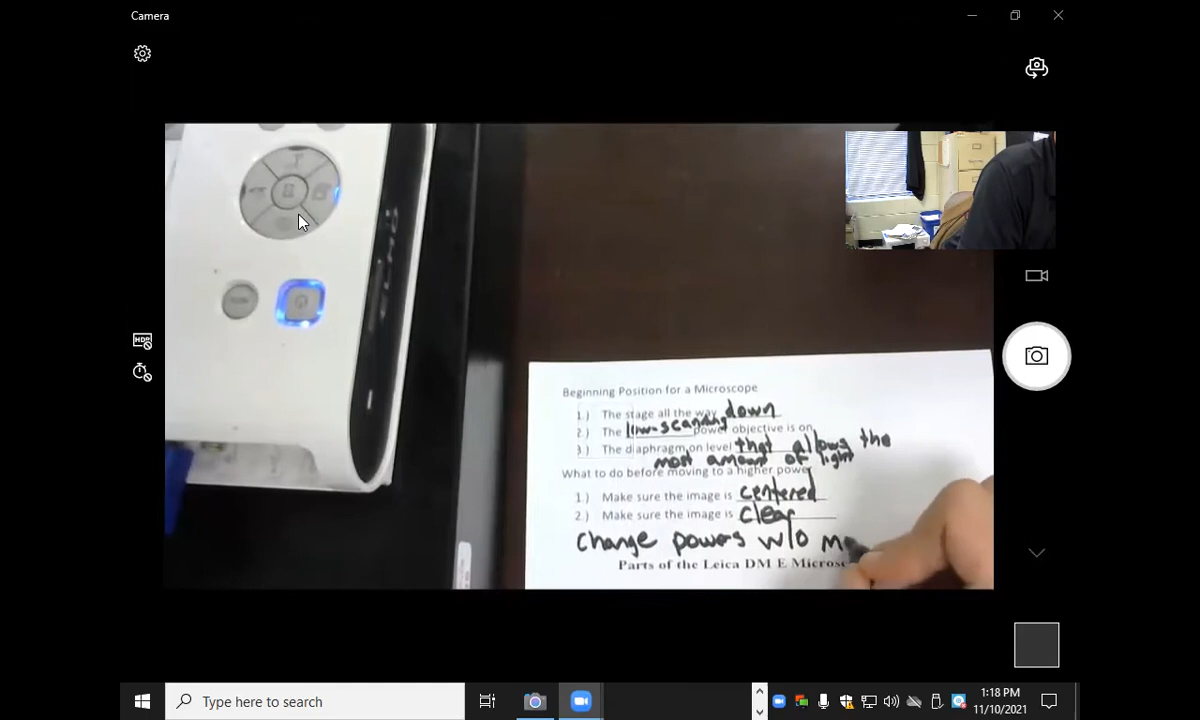 Camera
Beginning Position for a Microscope
1.) The stage all the way down
2.) The low-scanning power objective is on
3.) The diaphragm on level that allows the
most amount of light
What to do before moving to a higher power
1.) Make sure the image is centered
2.) Make sure the image is clear
change powers w/o m
Parts of the Leica DM E Microsc
Type here to search
1:18 PM
11/10/2021